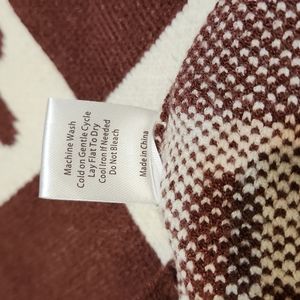 Machine Wash
Cold on Gentle Cycle
Lay Flat To Dry
Cool Iron If Needed
Do Not Bleach
Made in China